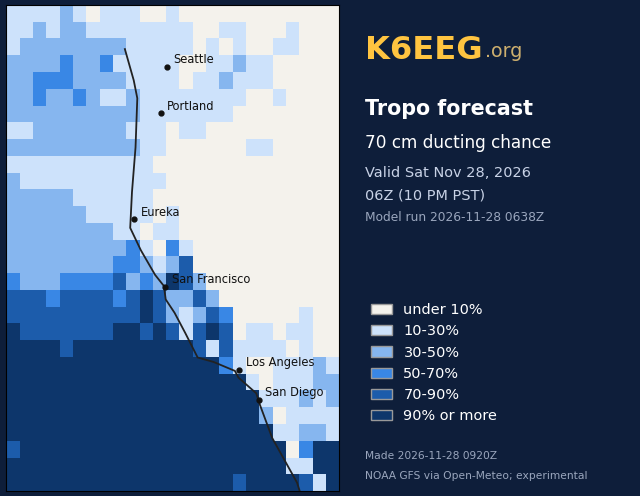 K6EEG.org
Tropo forecast
70 cm ducting chance
Valid Sat Nov 28, 2026
06Z (10 PM PST)
Model run 2026-11-28 0638Z
Seattle
Portland
Eureka
San Francisco
Los Angeles
San Diego
under 10%
10-30%
30-50%
50-70%
70-90%
90% or more
Made 2026-11-28 0920Z
NOAA GFS via Open-Meteo; experimental